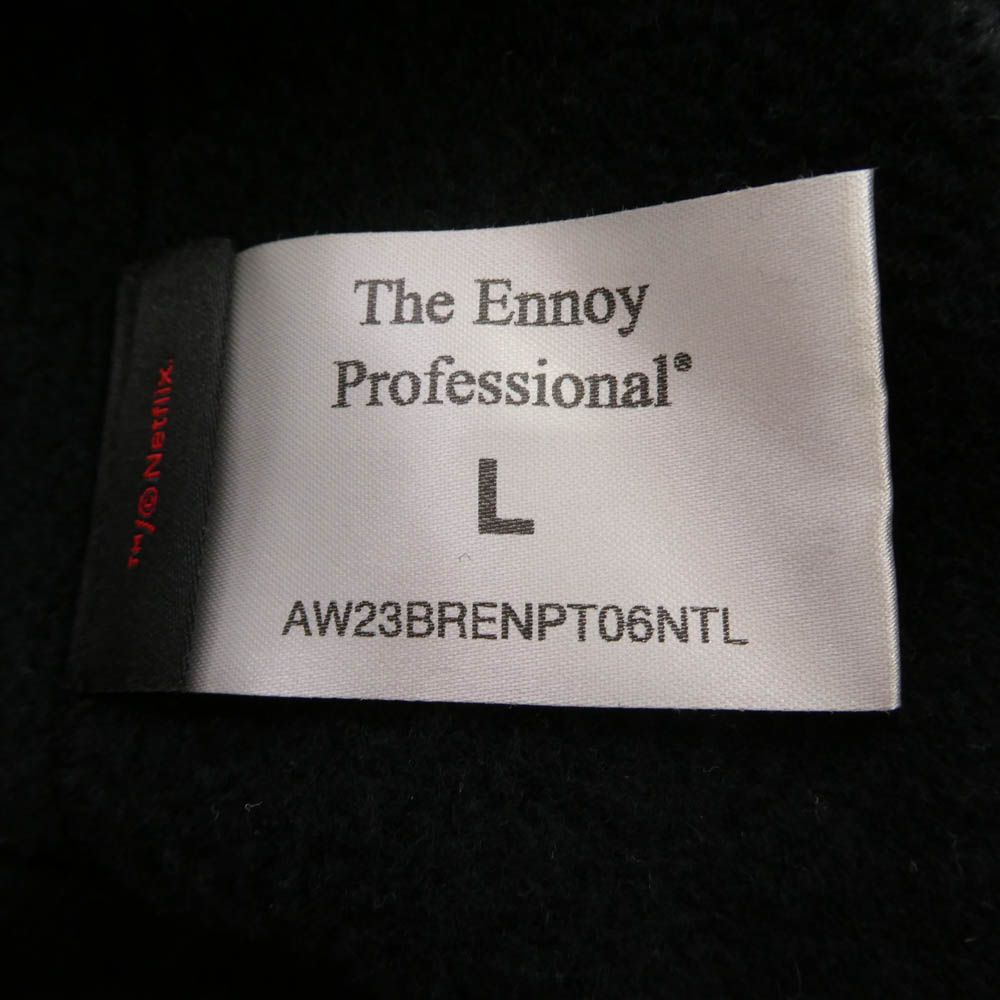 The Ennoy
Professional®
L
AW23BRENPT06NTL
™/©Netflix.